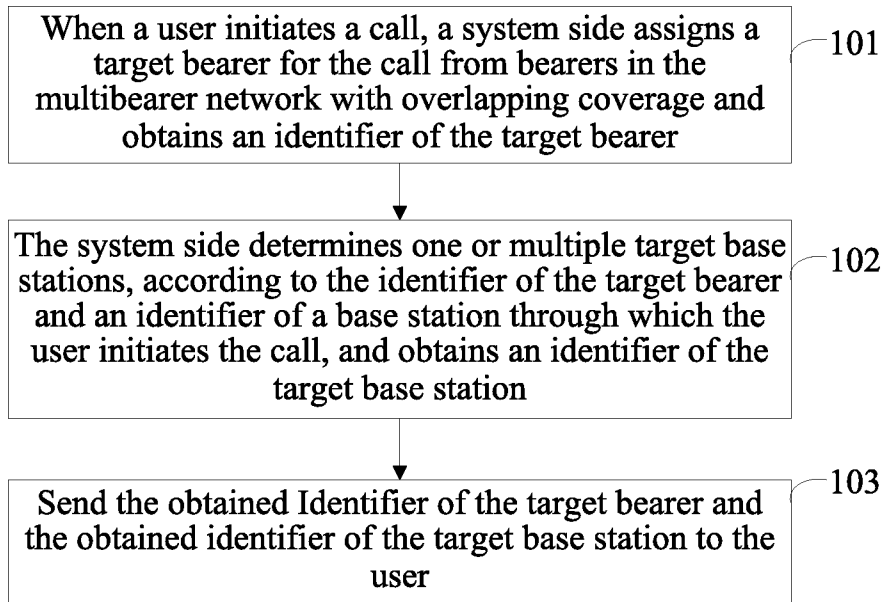 When a user initiates a call, a system side assigns a
target bearer for the call from bearers in the
multibearer network with overlapping coverage and
obtains an identifier of the target bearer
101
The system side determines one or multiple target base
stations, according to the identifier of the target bearer
and an identifier of a base station through which the
user initiates the call, and obtains an identifier of the
target base station
102
Send the obtained Identifier of the target bearer and
the obtained identifier of the target base station to the
user
103